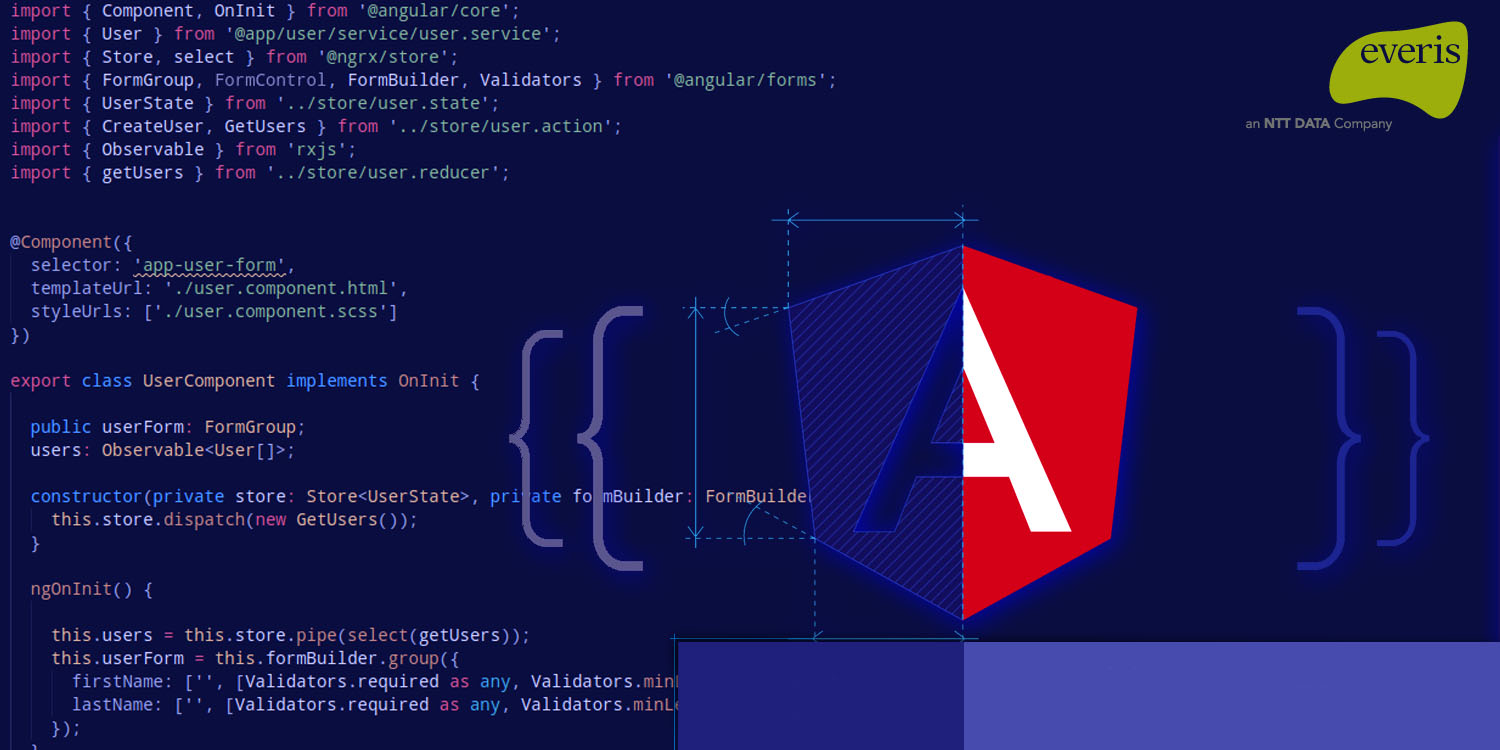 import { Component, OnInit } from '@angular/core';
import { User } from '@app/user/service/user.service';
import { Store, select } from '@ngrx/store';
import { FormGroup, FormControl, FormBuilder, Validators } from '@angular/forms';
import { UserState } from '../store/user.state';
import { CreateUser, GetUsers } from '../store/user.action';
import { Observable } from 'rxjs';
import { getUsers } from '../store/user.reducer';
everis
an NTT DATA Company
@Component({
selector: 'app-user-form',
templateUrl: './user.component.html',
styleUrls: ['./user.component.scss']
})
export class UserComponent implements OnInit {
public userForm: FormGroup;
users: Observable<User[]>;
constructor(private store: Store<UserState>, private formBuilder: FormBuilde
this.store.dispatch(new GetUsers());
}
ngOnInit() {
this.users = this.store.pipe(select(getUsers));
this.userForm = this.formBuilder.group({
firstName: ['', [Validators.required as any, Validators.min
lastName: ['', [Validators.required as any, Validators.minLe
});
}
{{ A }}